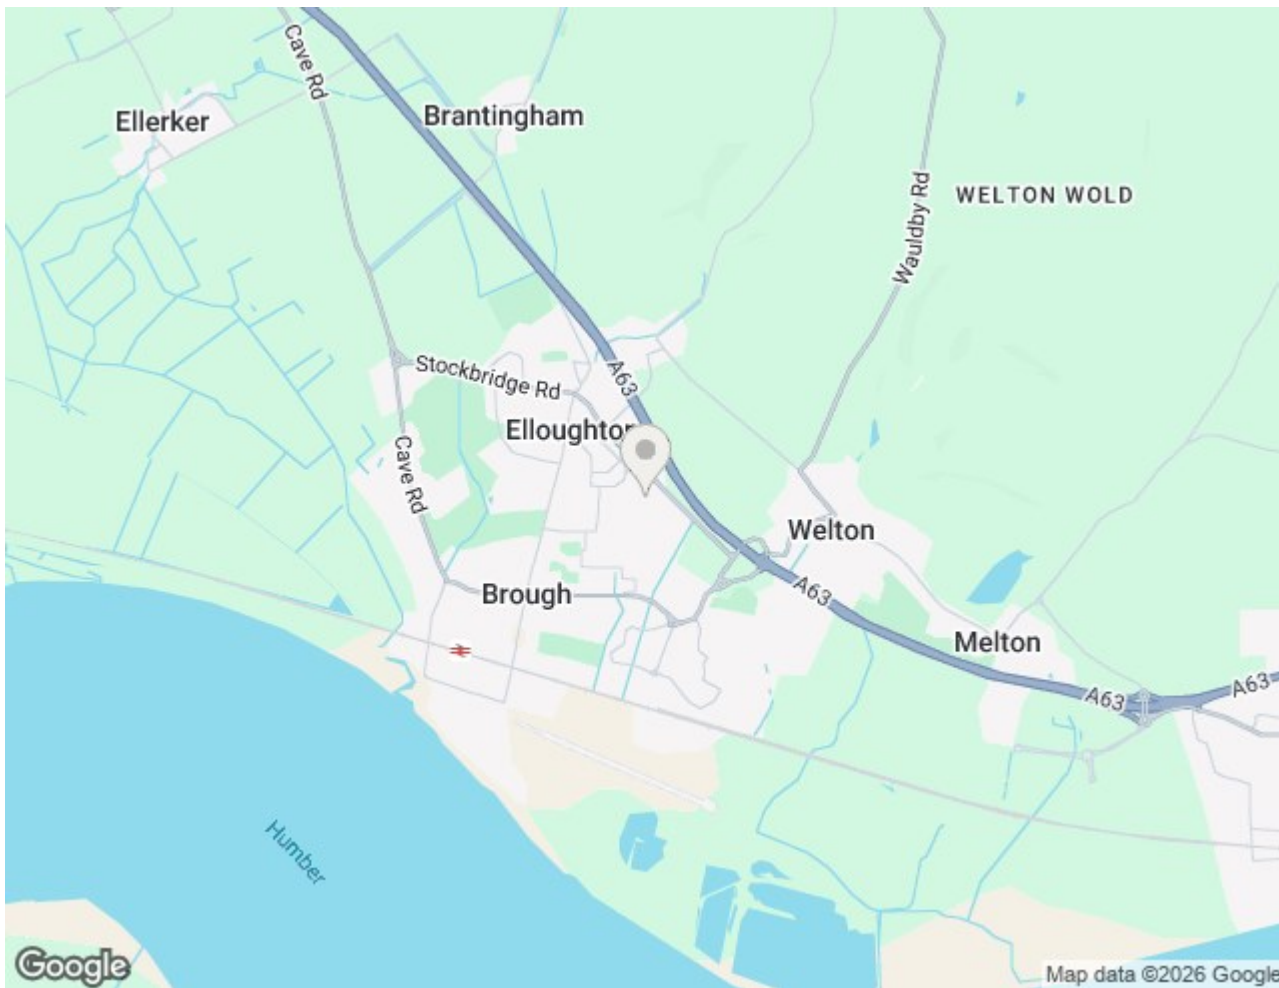 Cave Rd
Ellerker
Brantingham
WELTON WOLD
Wauldby Rd
Stockbridge Rd
A63
Elloughton
Cave Rd
Welton
Brough
A63
Melton
A63
A63
Humber
Google
Map data ©2026 Google